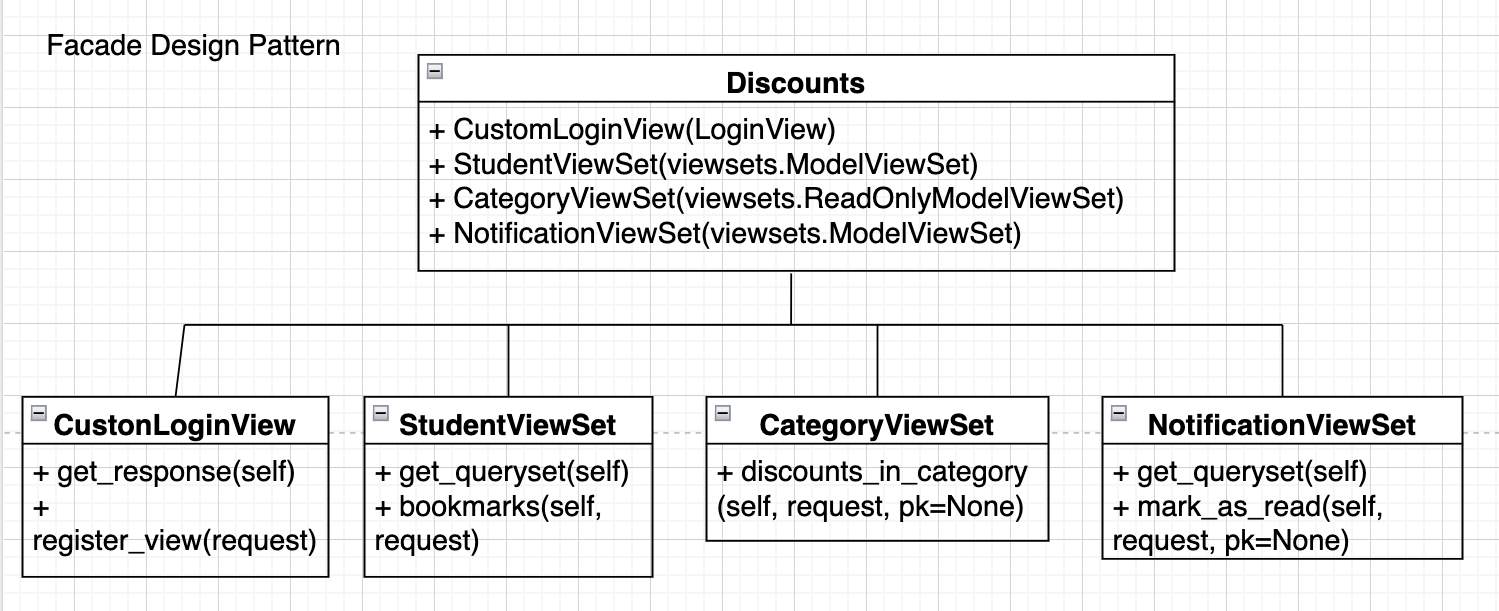 Facade Design Pattern
Discounts
+ CustomLoginView(LoginView)
+ StudentViewSet(viewsets.ModelViewSet)
+ CategoryViewSet(viewsets.ReadOnlyModelViewSet)
+ NotificationViewSet(viewsets.ModelViewSet)
CustonLoginView
+ get_response(self)
+
register_view(request)
StudentViewSet
+ get_queryset(self)
+ bookmarks(self,
request)
CategoryViewSet
+ discounts_in_category
(self, request, pk=None)
NotificationViewSet
+ get_queryset(self)
+ mark_as_read(self,
request, pk=None)